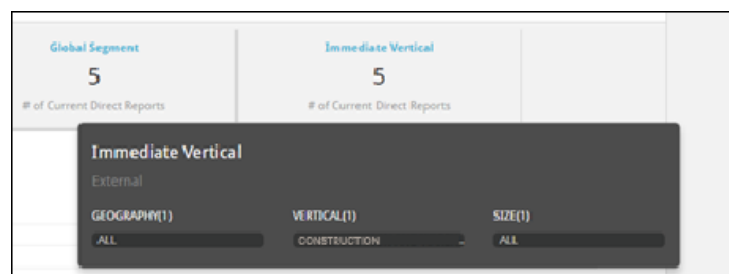 Global Segment
Immediate Vertical
5
5
# of Current Direct Reports
# of Current Direct Reports
Immediate Vertical
External
GEOGRAPHY(1)
VERTICAL(1)
SIZE(1)
ALL
CONSTRUCTION
ALL